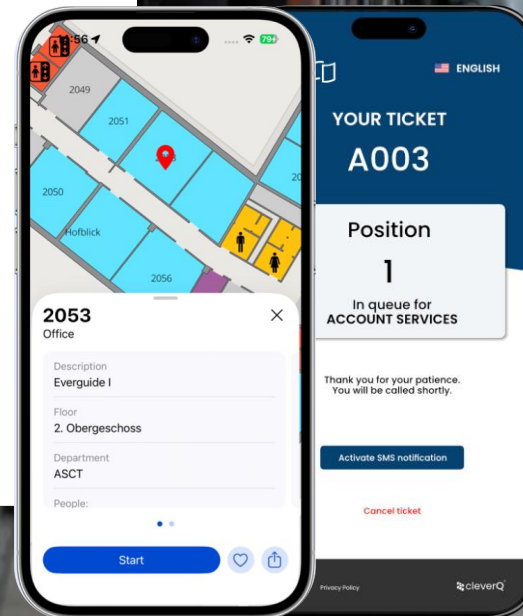 79
2049
2051
20
2050
Hofblick
2056
2053
Office
Description
Everguide I
Floor
2. Obergeschoss
Department
ASCT
People:
Start
ENGLISH
YOUR TICKET
A003
Position
1
In queue for
ACCOUNT SERVICES
Thank you for your patience.
You will be called shortly.
Activate SMS notification
Cancel ticket
Privacy Policy
cleverQ